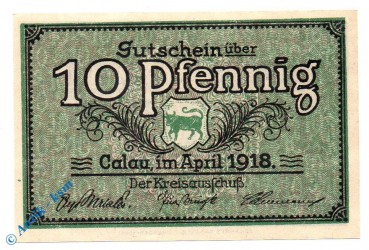 Gutschein über
10 Pfennig
Calau, im April 1918.
Der Kreisausschuß